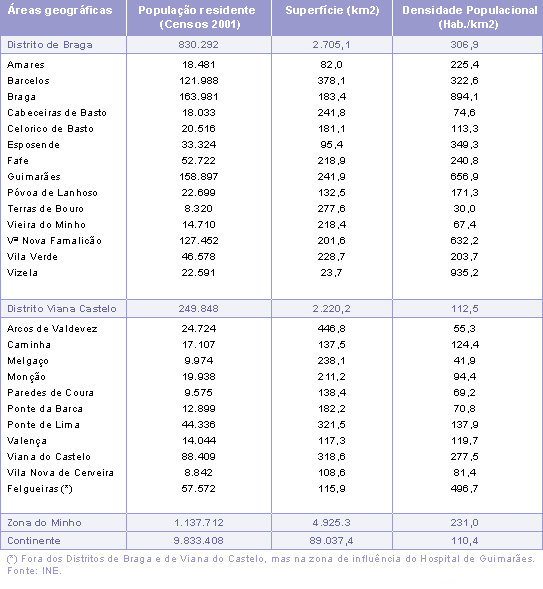 Áreas geográficas População residente Superfície (km2) Densidade Populacional
(Censos 2001) (Hab./km2)
Distrito de Braga 830.292 2.705,1 306,9
Amares 18.481 82,0 225,4
Barcelos 121.988 378,1 322,6
Braga 163.981 183,4 894,1
Cabeceiras de Basto 18.033 241,8 74,6
Celorico de Basto 20.516 181,1 113,3
Esposende 33.324 95,4 349,3
Fafe 52.722 218,9 240,8
Guimarães 158.897 241,9 656,9
Póvoa de Lanhoso 22.699 132,5 171,3
Terras de Bouro 8.320 277,6 30,0
Vieira do Minho 14.710 218,4 67,4
Vª Nova Famalicão 127.452 201,6 632,2
Vila Verde 46.578 228,7 203,7
Vizela 22.591 23,7 935,2
Distrito Viana Castelo 249.848 2.220,2 112,5
Arcos de Valdevez 24.724 446,8 55,3
Caminha 17.107 137,5 124,4
Melgaço 9.974 238,1 41,9
Monção 19.938 211,2 94,4
Paredes de Coura 9.575 138,4 69,2
Ponte da Barca 12.899 182,2 70,8
Ponte de Lima 44.336 321,5 137,9
Valença 14.044 117,3 119,7
Viana do Castelo 88.409 318,6 277,5
Vila Nova de Cerveira 8.842 108,6 81,4
Felgueiras (*) 57.572 115,9 496,7
Zona do Minho 1.137.712 4.925.3 231,0
Continente 9.833.408 89.037,4 110,4
(*) Fora dos Distritos de Braga e de Viana do Castelo, mas na zona de influência do Hospital de Guimarães.
Fonte: INE.